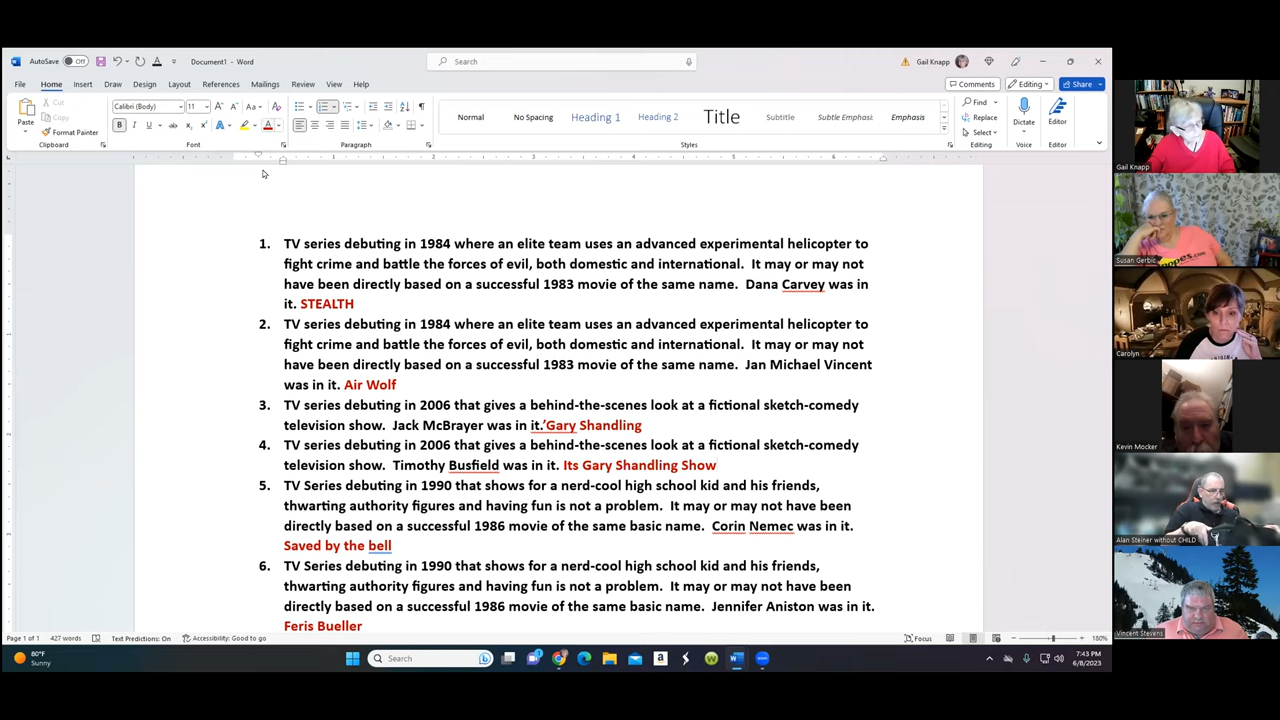 AutoSave Off Document1 - Word Search Gail Knapp
File Home Insert Draw Design Layout References Mailings Review View Help Comments Editing Share
Paste Cut Copy Format Painter Clipboard
Calibri (Body) 11 Font
Paragraph
Normal No Spacing Heading 1 Heading 2 Title Subtitle Subtle Emphasis Emphasis Styles
Find Replace Select Editing
Dictate Voice
Editor Editor
1 2 3 4 5 6
1. TV series debuting in 1984 where an elite team uses an advanced experimental helicopter to
fight crime and battle the forces of evil, both domestic and international. It may or may not
have been directly based on a successful 1983 movie of the same name. Dana Carvey was in
it. STEALTH
2. TV series debuting in 1984 where an elite team uses an advanced experimental helicopter to
fight crime and battle the forces of evil, both domestic and international. It may or may not
have been directly based on a successful 1983 movie of the same name. Jan Michael Vincent
was in it. Air Wolf
3. TV series debuting in 2006 that gives a behind-the-scenes look at a fictional sketch-comedy
television show. Jack McBrayer was in it.'Gary Shandling
4. TV series debuting in 2006 that gives a behind-the-scenes look at a fictional sketch-comedy
television show. Timothy Busfield was in it. Its Gary Shandling Show
5. TV Series debuting in 1990 that shows for a nerd-cool high school kid and his friends,
thwarting authority figures and having fun is not a problem. It may or may not have been
directly based on a successful 1986 movie of the same basic name. Corin Nemec was in it.
Saved by the bell
6. TV Series debuting in 1990 that shows for a nerd-cool high school kid and his friends,
thwarting authority figures and having fun is not a problem. It may or may not have been
directly based on a successful 1986 movie of the same basic name. Jennifer Aniston was in it.
Feris Bueller
Page 1 of 1 427 words Text Predictions: On Accessibility: Good to go Focus 180%
80°F
Sunny
Search
7:43 PM
6/8/2023
Gail Knapp
Susan Gerbic
Carolyn
Kevin Mocker
Alan Steiner without CHILD
Vincent Stevens